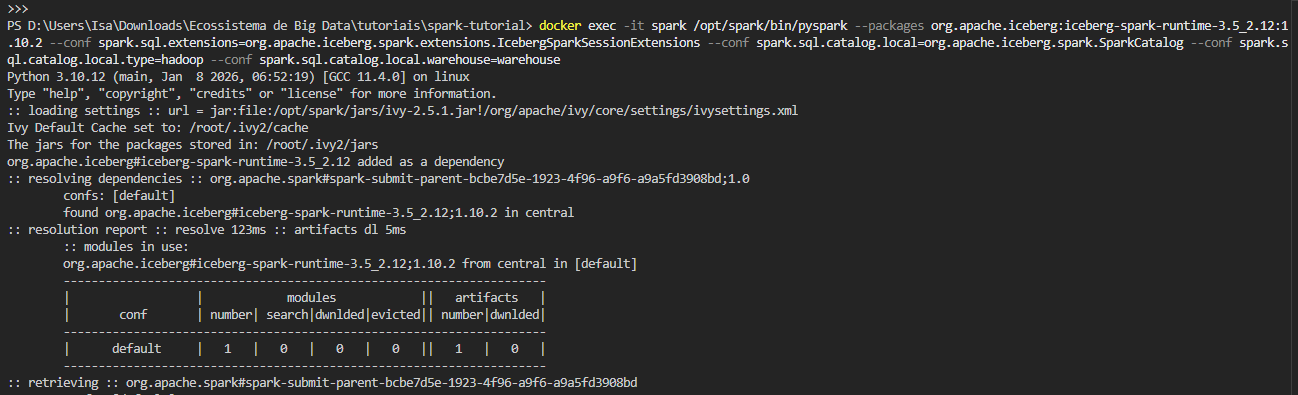 >>>
PS D:\Users\Isa\Downloads\Ecossistema de Big Data\tutoriais\spark-tutorial> docker exec -it spark /opt/spark/bin/pyspark --packages org.apache.iceberg:iceberg-spark-runtime-3.5_2.12:1
.10.2 --conf spark.sql.extensions=org.apache.iceberg.spark.extensions.IcebergSparkSessionExtensions --conf spark.sql.catalog.local=org.apache.iceberg.spark.SparkCatalog --conf spark.s
ql.catalog.local.type=hadoop --conf spark.sql.catalog.local.warehouse=warehouse
Python 3.10.12 (main, Jan  8 2026, 06:52:19) [GCC 11.4.0] on linux
Type "help", "copyright", "credits" or "license" for more information.
:: loading settings :: url = jar:file:/opt/spark/jars/ivy-2.5.1.jar!/org/apache/ivy/core/settings/ivysettings.xml
Ivy Default Cache set to: /root/.ivy2/cache
The jars for the packages stored in: /root/.ivy2/jars
org.apache.iceberg#iceberg-spark-runtime-3.5_2.12 added as a dependency
:: resolving dependencies :: org.apache.spark#spark-submit-parent-bcbe7d5e-1923-4f96-a9f6-a9a5fd3908bd;1.0
        confs: [default]
        found org.apache.iceberg#iceberg-spark-runtime-3.5_2.12;1.10.2 in central
:: resolution report :: resolve 123ms :: artifacts dl 5ms
        :: modules in use:
        org.apache.iceberg#iceberg-spark-runtime-3.5_2.12;1.10.2 from central in [default]
        ---------------------------------------------------------------------
        |                  |            modules            ||   artifacts   |
        |       conf       | number| search|dwnlded|evicted|| number|dwnlded|
        ---------------------------------------------------------------------
        |      default     |   1   |   0   |   0   |   0   ||   1   |   0   |
        ---------------------------------------------------------------------
:: retrieving :: org.apache.spark#spark-submit-parent-bcbe7d5e-1923-4f96-a9f6-a9a5fd3908bd